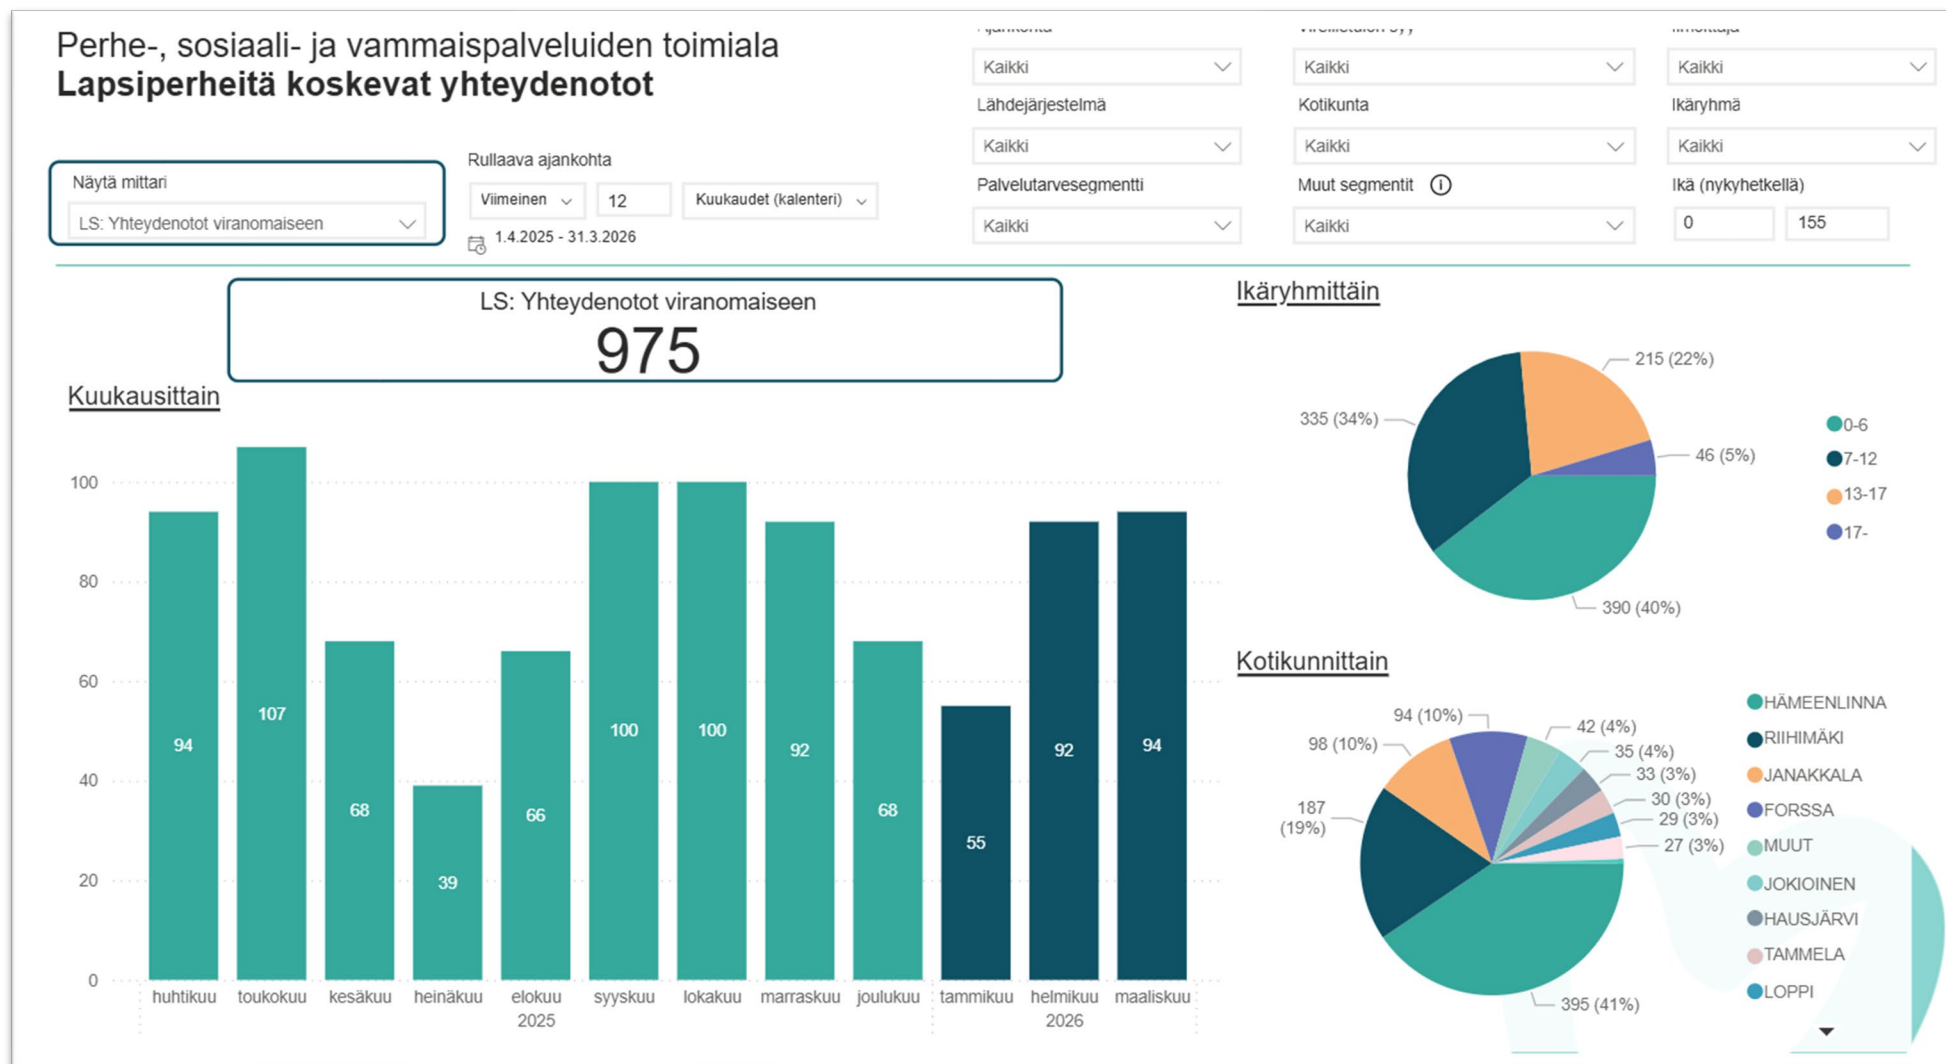 Perhe-, sosiaali- ja vammaispalveluiden toimiala
Lapsiperheitä koskevat yhteydenotot
Näytä mittari
LS: Yhteydenotot viranomaiseen
Rullaava ajankohta
Viimeinen
12
Kuukaudet (kalenteri)
1.4.2025 - 31.3.2026
Kaikki
Kaikki
Kaikki
Lähdejärjestelmä
Kotikunta
Ikäryhmä
Kaikki
Kaikki
Kaikki
Palvelutarvesegmentti
Muut segmentit
Ikä (nykyhetkellä)
Kaikki
Kaikki
0
155
LS: Yhteydenotot viranomaiseen
975
Kuukausittain
100
80
60
40
20
0
94
107
68
39
66
100
100
92
68
55
92
94
huhtikuu
toukokuu
kesäkuu
heinäkuu
elokuu
syyskuu
lokakuu
marraskuu
joulukuu
tammikuu
helmikuu
maaliskuu
2025
2026
Ikäryhmittäin
215 (22%)
335 (34%)
46 (5%)
390 (40%)
0-6
7-12
13-17
17-
Kotikunnittain
94 (10%)
98 (10%)
187
(19%)
42 (4%)
35 (4%)
33 (3%)
30 (3%)
29 (3%)
27 (3%)
395 (41%)
HÄMEENLINNA
RIIHIMÄKI
JANAKKALA
FORSSA
MUUT
JOKIOINEN
HAUSJÄRVI
TAMMELA
LOPPI